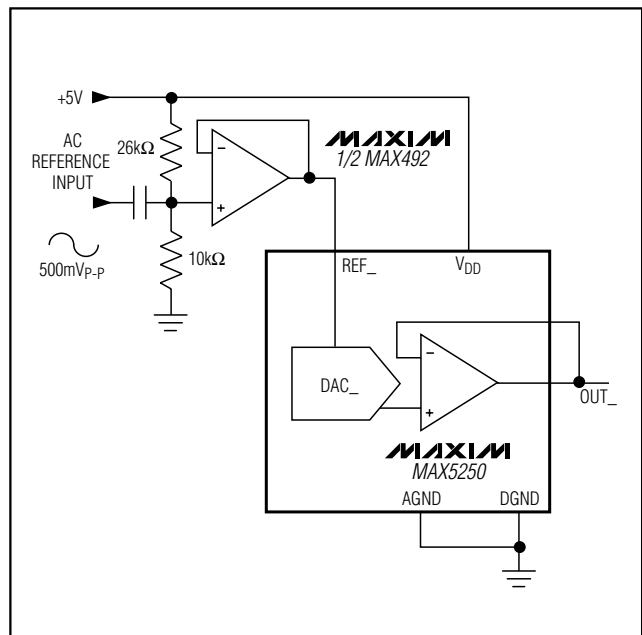 +5V
AC
REFERENCE
INPUT
26kΩ
−
+
MAXIM
1/2 MAX492
500mVP-P
10kΩ
REF_
VDD
DAC_
−
+
OUT_
MAXIM
MAX5250
AGND
DGND